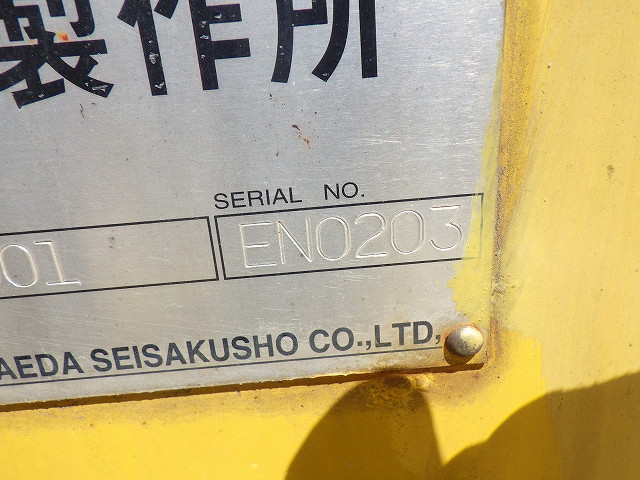 製作所
SERIAL NO.
01 EN0203
AEDA SEISAKUSHO CO.,LTD,